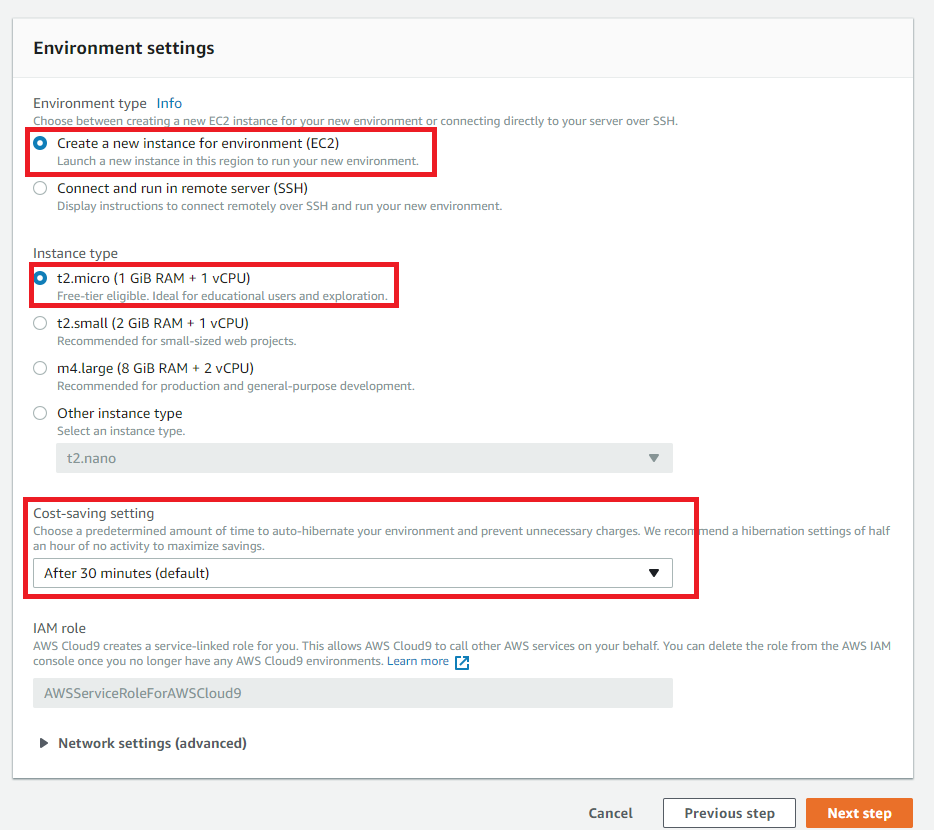 Environment settings
Environment type Info
Choose between creating a new EC2 instance for your new environment or connecting directly to your server over SSH.
Create a new instance for environment (EC2)
Launch a new instance in this region to run your new environment.
Connect and run in remote server (SSH)
Display instructions to connect remotely over SSH and run your new environment.
Instance type
t2.micro (1 GiB RAM + 1 vCPU)
Free-tier eligible. Ideal for educational users and exploration.
t2.small (2 GiB RAM + 1 vCPU)
Recommended for small-sized web projects.
m4.large (8 GiB RAM + 2 vCPU)
Recommended for production and general-purpose development.
Other instance type
Select an instance type.
t2.nano
Cost-saving setting
Choose a predetermined amount of time to auto-hibernate your environment and prevent unnecessary charges. We recommend a hibernation settings of half
an hour of no activity to maximize savings.
After 30 minutes (default)
IAM role
AWS Cloud9 creates a service-linked role for you. This allows AWS Cloud9 to call other AWS services on your behalf. You can delete the role from the AWS IAM
console once you no longer have any AWS Cloud9 environments. Learn more
AWSServiceRoleForAWSCloud9
Network settings (advanced)
Cancel Previous step Next step